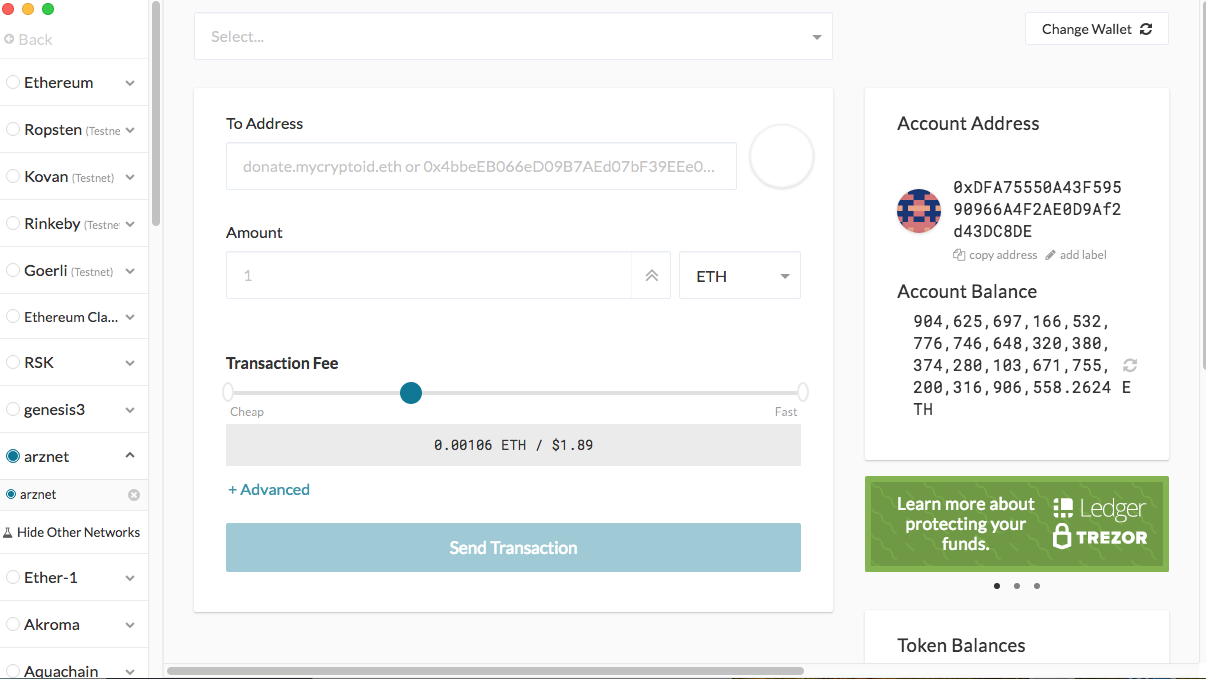 Back
Ethereum
Ropsten (Testne
Kovan (Testnet)
Rinkeby (Testne
Goerli (Testnet)
Ethereum Cla...
RSK
genesis3
arznet
arznet
Hide Other Networks
Ether-1
Akroma
Aquachain
Select...
Change Wallet
To Address
donate.mycryptoid.eth or 0x4bbeEB066eD09B7AEd07bF39EEe0...
Amount
1
ETH
Transaction Fee
Cheap
Fast
0.00106 ETH / $1.89
+ Advanced
Send Transaction
Account Address
0xDFA75550A43F595
90966A4F2AE0D9Af2
d43DC8DE
copy address
add label
Account Balance
904,625,697,166,532,
776,746,648,320,380,
374,280,103,671,755,
200,316,906,558.2624 E
TH
Learn more about
protecting your
funds.
Ledger
TREZOR
Token Balances